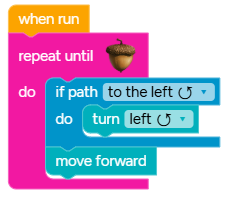 when run
repeat until
do if path to the left ↺ ▼
do turn left ↺ ▼
move forward